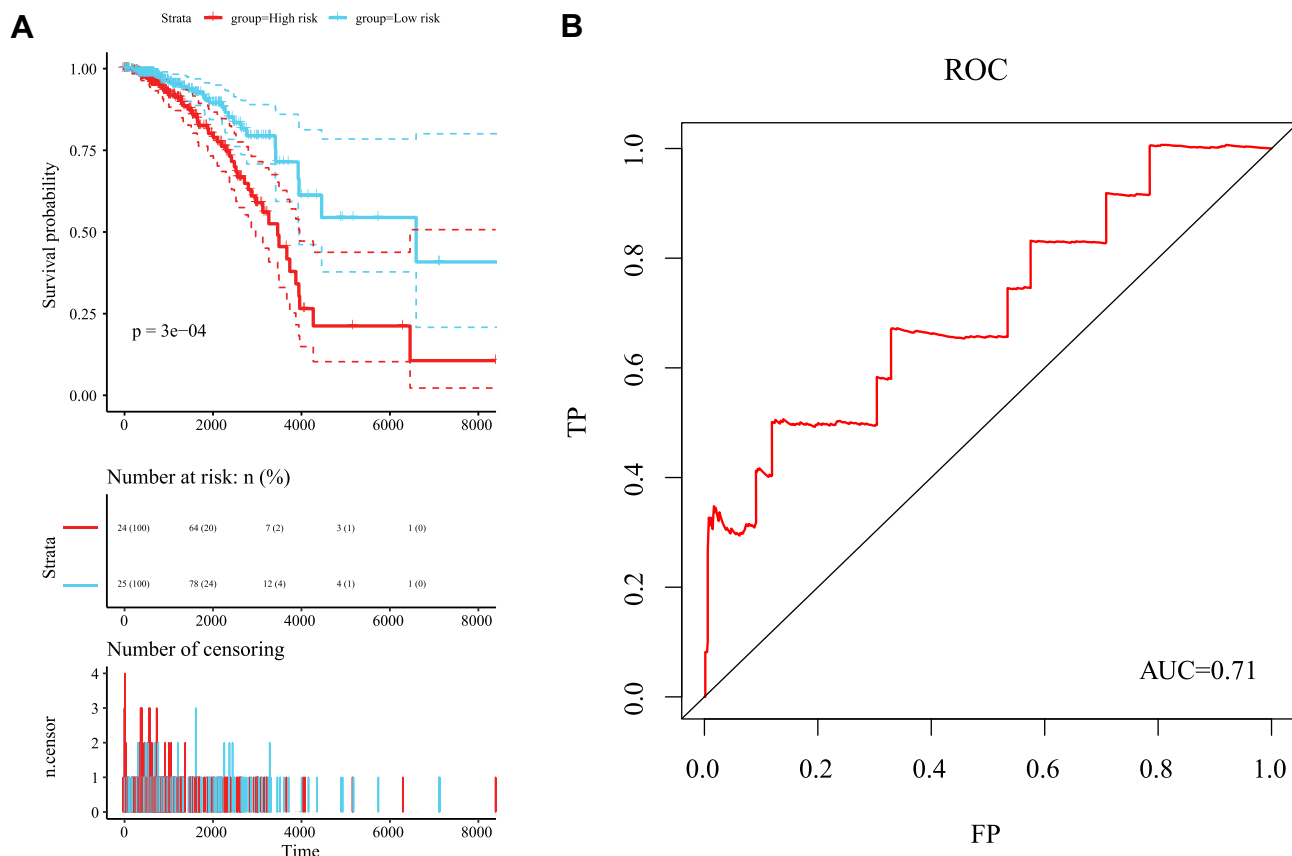 A
Strata group=High risk group=Low risk
Survival probability
1.00
0.75
0.50
0.25
0.00
p = 3e−04
0 2000 4000 6000 8000
Number at risk: n (%)
Strata
24 (100) 64 (20) 7 (2) 3 (1) 1 (0)
25 (100) 78 (24) 12 (4) 4 (1) 1 (0)
0 2000 4000 6000 8000
Number of censoring
n.censor
4
3
2
1
0
0 2000 4000 6000 8000
Time
B
ROC
TP
1.0
0.8
0.6
0.4
0.2
0.0
AUC=0.71
0.0 0.2 0.4 0.6 0.8 1.0
FP